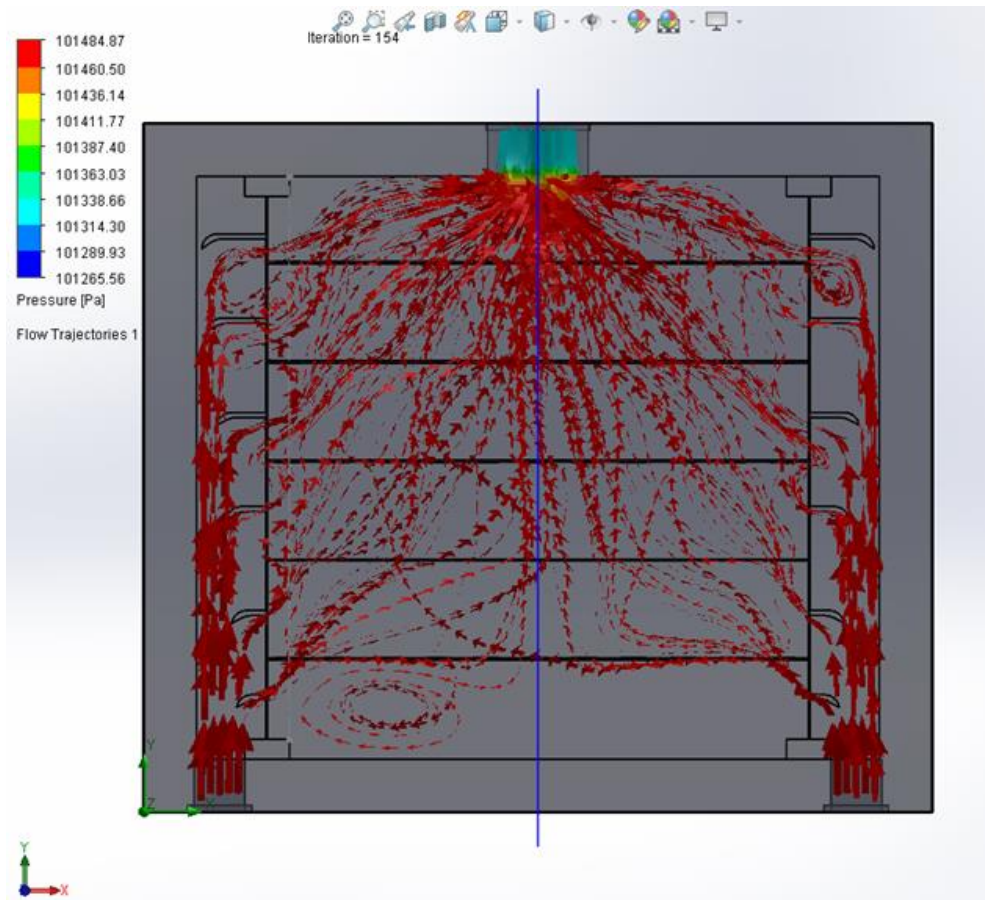 Iteration = 154
101484.87
101460.50
101436.14
101411.77
101387.40
101363.03
101338.66
101314.30
101289.93
101265.56
Pressure [Pa]
Flow Trajectories 1
Y
Z
X
Y
X